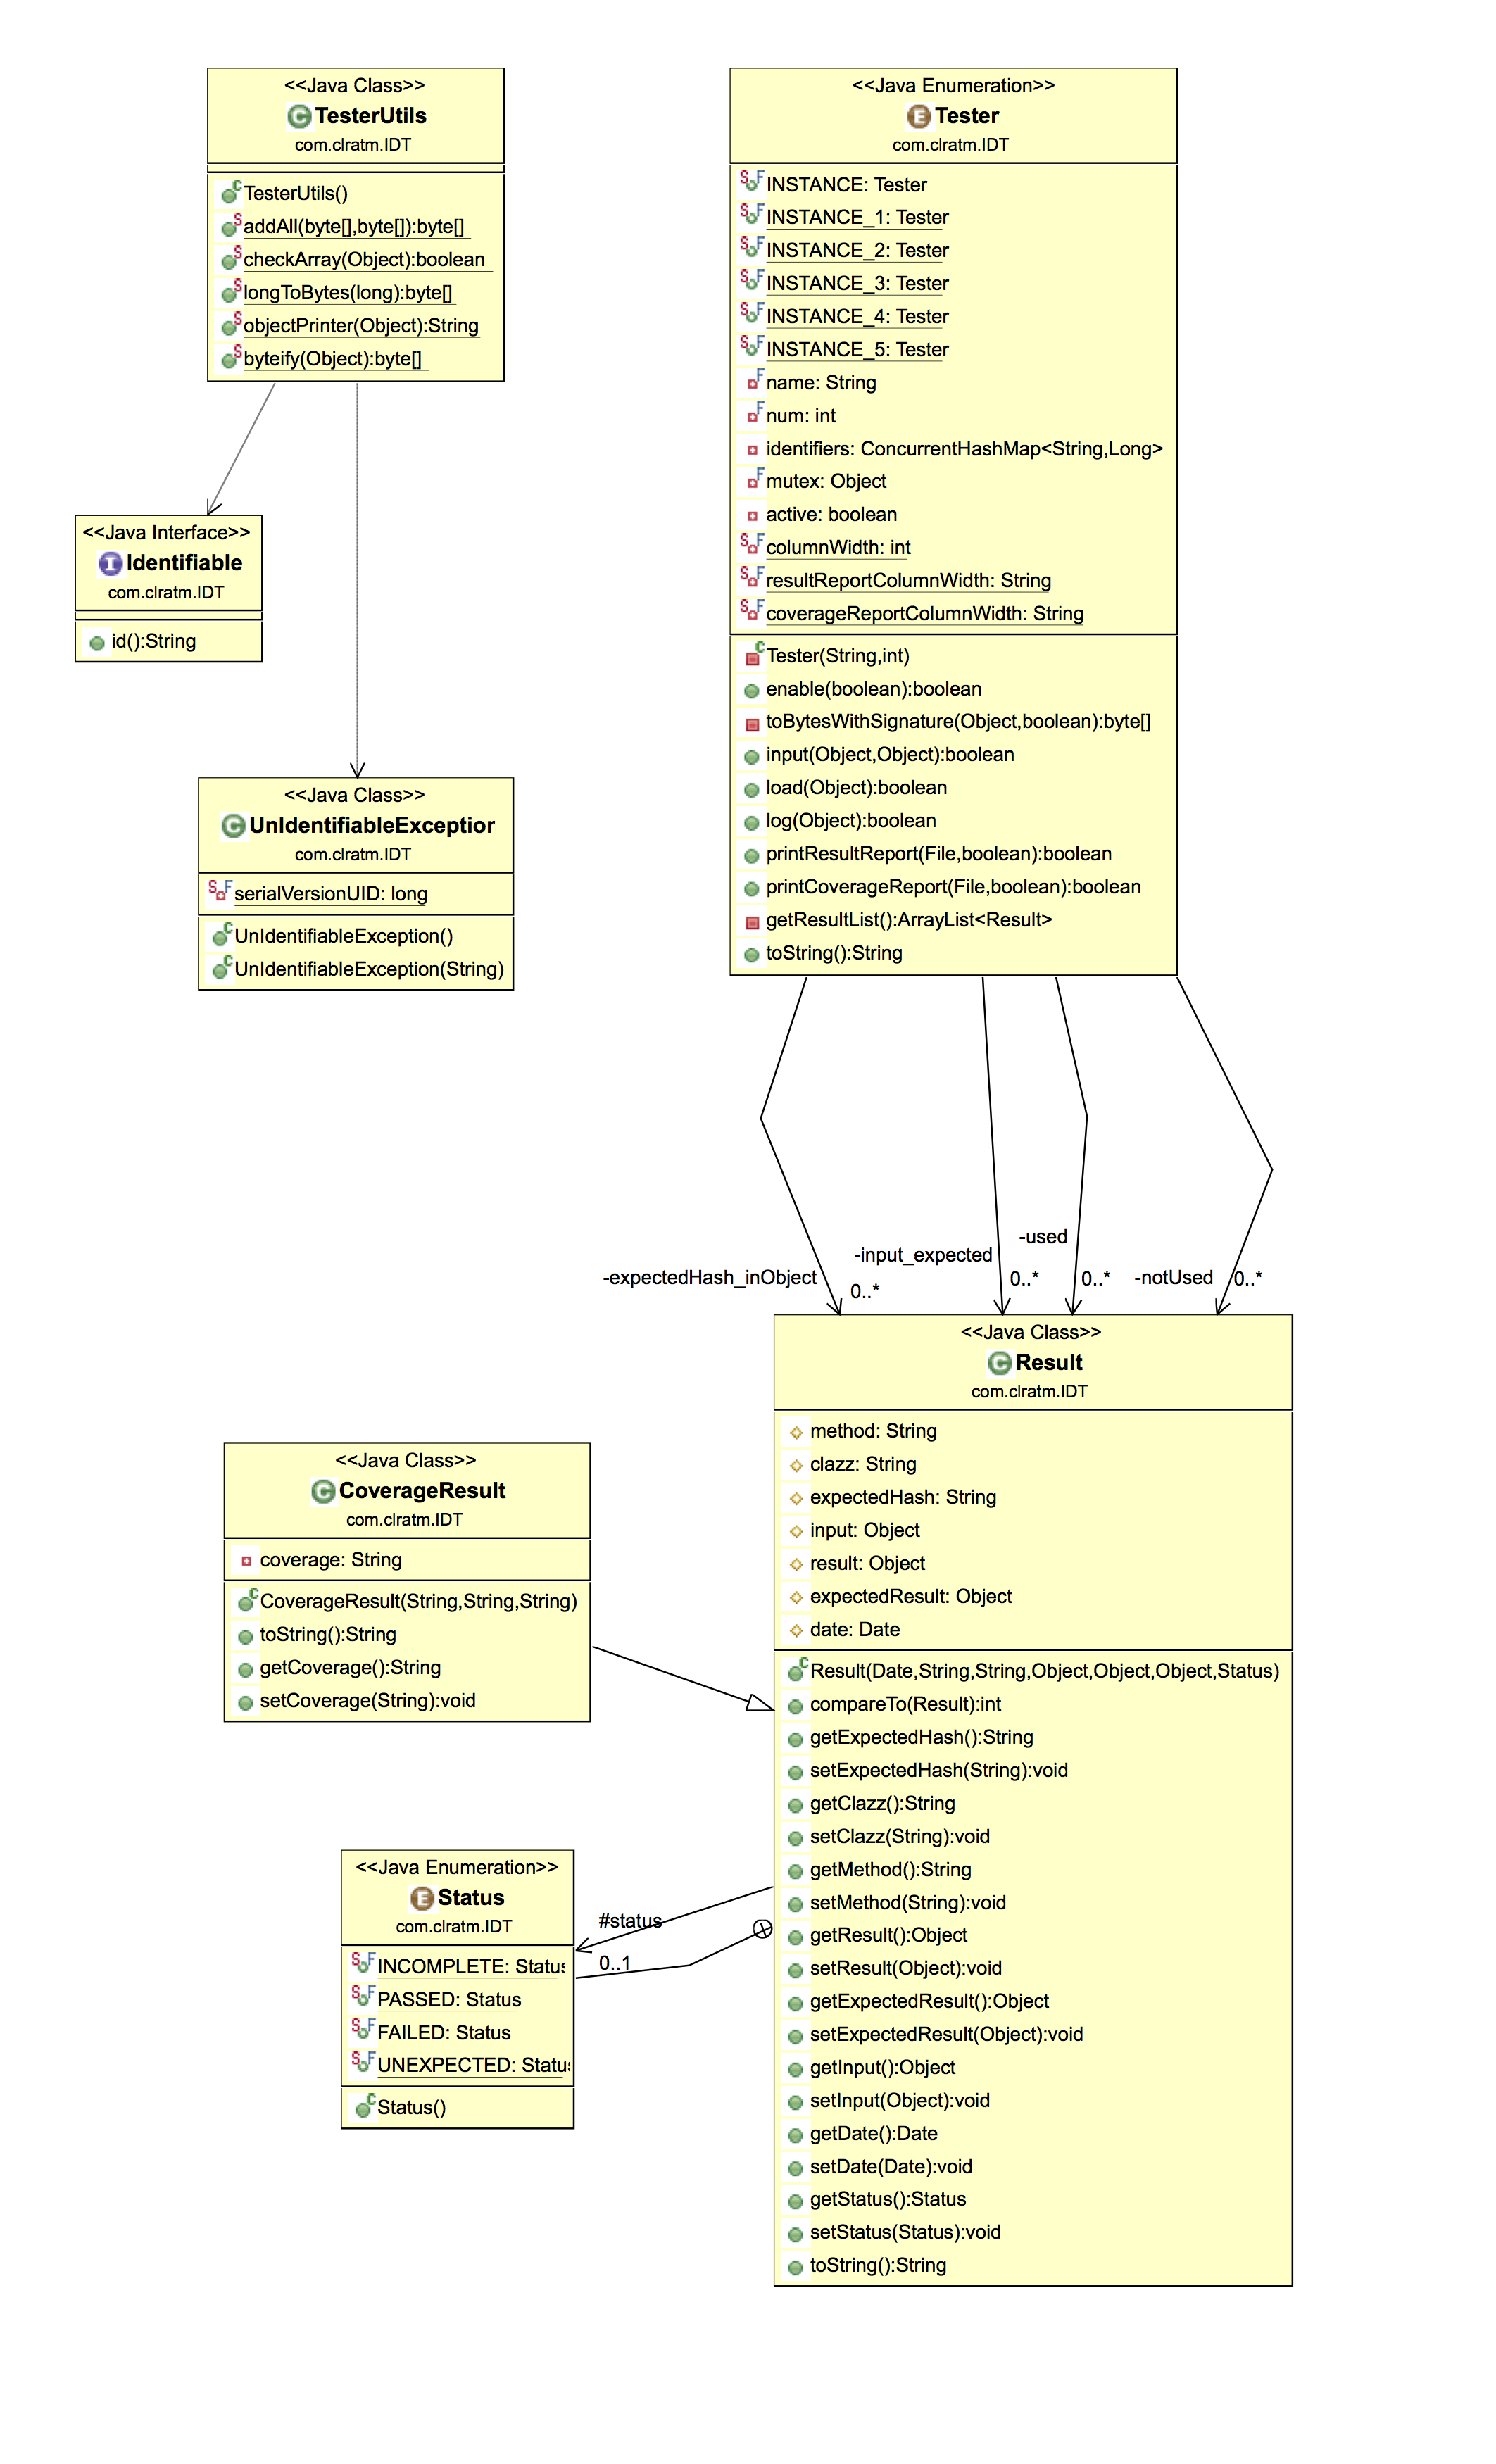 <<Java Class>>
TesterUtils
com.clratm.IDT
TesterUtils()
addAll(byte[],byte[]):byte[]
checkArray(Object):boolean
longToBytes(long):byte[]
objectPrinter(Object):String
byteify(Object):byte[]
<<Java Enumeration>>
Tester
com.clratm.IDT
INSTANCE: Tester
INSTANCE_1: Tester
INSTANCE_2: Tester
INSTANCE_3: Tester
INSTANCE_4: Tester
INSTANCE_5: Tester
name: String
num: int
identifiers: ConcurrentHashMap<String,Long>
mutex: Object
active: boolean
columnWidth: int
resultReportColumnWidth: String
coverageReportColumnWidth: String
Tester(String,int)
enable(boolean):boolean
toBytesWithSignature(Object,boolean):byte[]
input(Object,Object):boolean
load(Object):boolean
log(Object):boolean
printResultReport(File,boolean):boolean
printCoverageReport(File,boolean):boolean
getResultList():ArrayList<Result>
toString():String
<<Java Interface>>
Identifiable
com.clratm.IDT
id():String
<<Java Class>>
UnIdentifiableException
com.clratm.IDT
serialVersionUID: long
UnIdentifiableException()
UnIdentifiableException(String)
-expectedHash_inObject
0..*
-input_expected
0..*
-used
0..*
-notUsed
0..*
<<Java Class>>
Result
com.clratm.IDT
method: String
clazz: String
expectedHash: String
input: Object
result: Object
expectedResult: Object
date: Date
Result(Date,String,String,Object,Object,Object,Status)
compareTo(Result):int
getExpectedHash():String
setExpectedHash(String):void
getClazz():String
setClazz(String):void
getMethod():String
setMethod(String):void
getResult():Object
setResult(Object):void
getExpectedResult():Object
setExpectedResult(Object):void
getInput():Object
setInput(Object):void
getDate():Date
setDate(Date):void
getStatus():Status
setStatus(Status):void
toString():String
<<Java Class>>
CoverageResult
com.clratm.IDT
coverage: String
CoverageResult(String,String,String)
toString():String
getCoverage():String
setCoverage(String):void
<<Java Enumeration>>
Status
com.clratm.IDT
INCOMPLETE: Status
PASSED: Status
FAILED: Status
UNEXPECTED: Status
Status()
#status
0..1